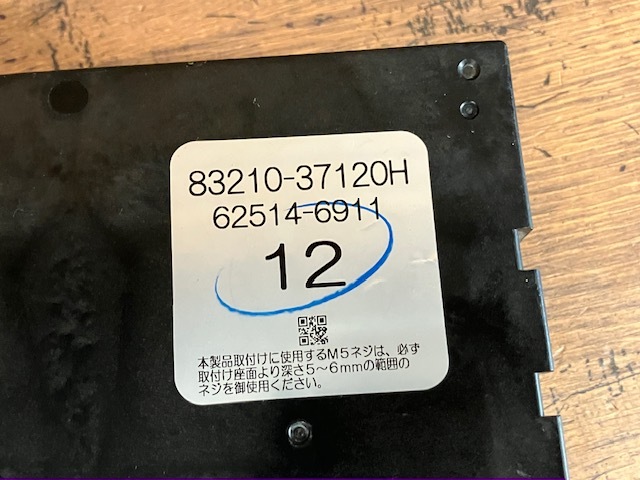 83210-37120H
62514-6911
12
本製品取付けに使用するM5ネジは、必ず
取付け座面より深さ5～6mmの範囲の
ネジを御使用ください。